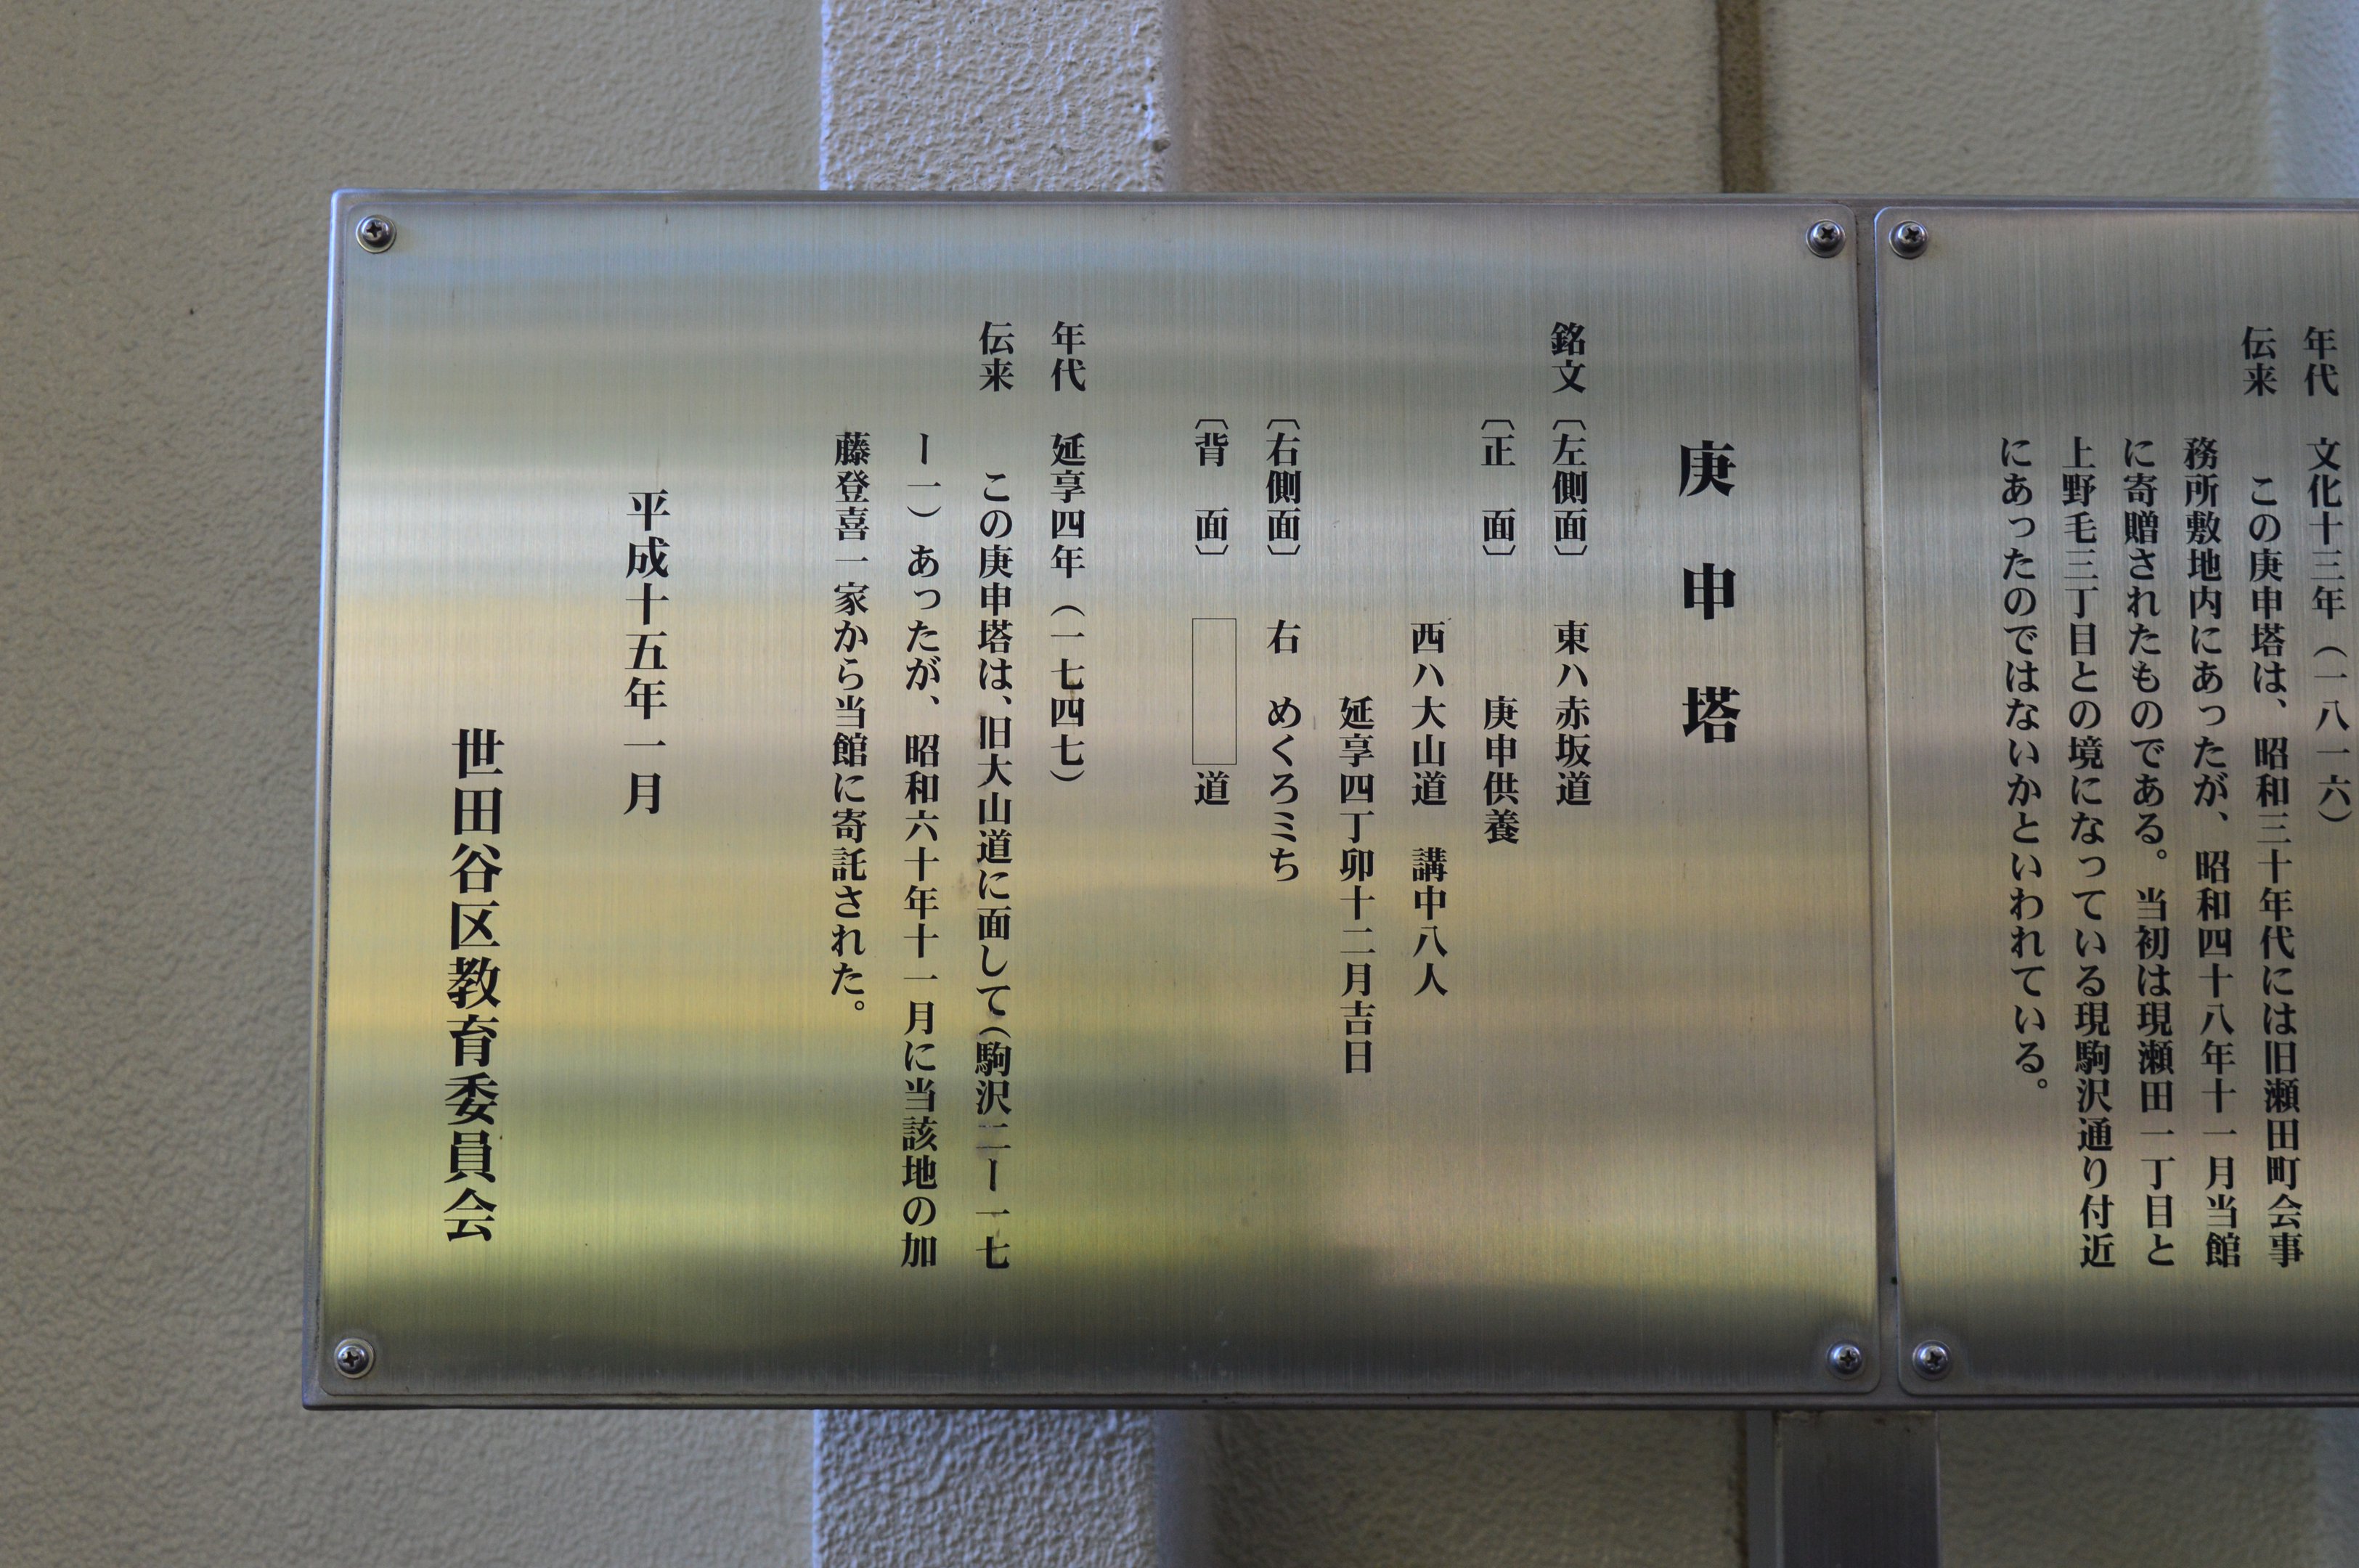 年代　文化十三年（一八一六）
伝来　この庚申塔は、昭和三十年代には旧瀬田町会事
務所敷地内にあったが、昭和四十八年十一月当館
に寄贈されたものである。当初は現瀬田一丁目と
上野毛三丁目との境になっている現駒沢通り付近
にあったのではないかといわれている。
庚申塔
銘文〔左側面〕　東ハ赤坂道
〔正　面〕　庚申供養
西ハ大山道　講中八人
延享四丁卯十二月吉日
〔右側面〕　右　めくろミち
〔背　面〕　□道
年代　延享四年（一七四七）
伝来　この庚申塔は、旧大山道に面して（駒沢二ー一七
ー一）あったが、昭和六十年十一月に当該地の加
藤登喜一家から当館に寄託された。
平成十五年一月
世田谷区教育委員会